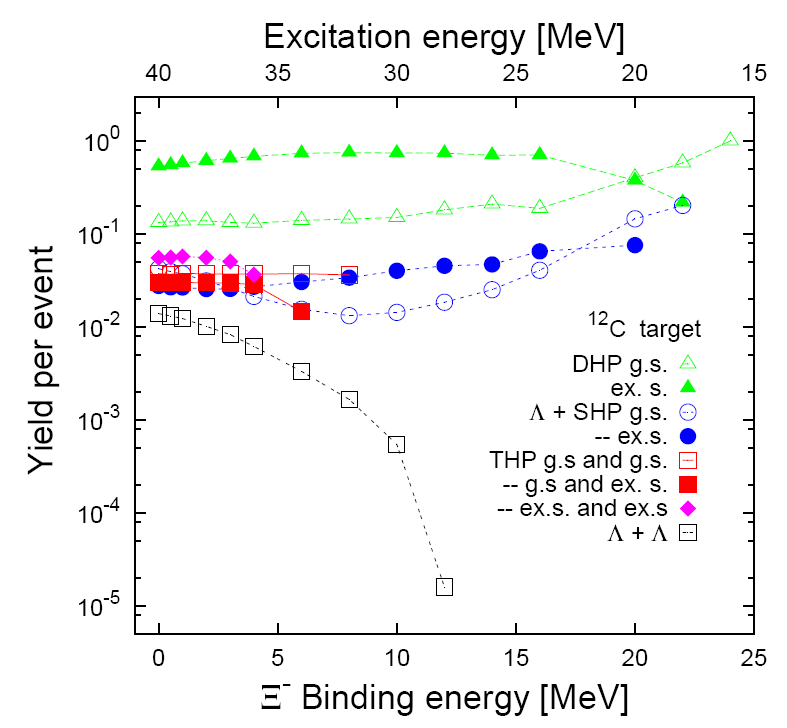 Excitation energy [MeV]
40 35 30 25 20 15
10⁰
10⁻¹
10⁻²
10⁻³
10⁻⁴
10⁻⁵
Yield per event
¹²C target
DHP g.s.
ex. s.
Λ + SHP g.s.
-- ex.s.
THP g.s and g.s.
-- g.s and ex. s.
-- ex.s. and ex.s
Λ + Λ
0 5 10 15 20 25
Ξ⁻ Binding energy [MeV]